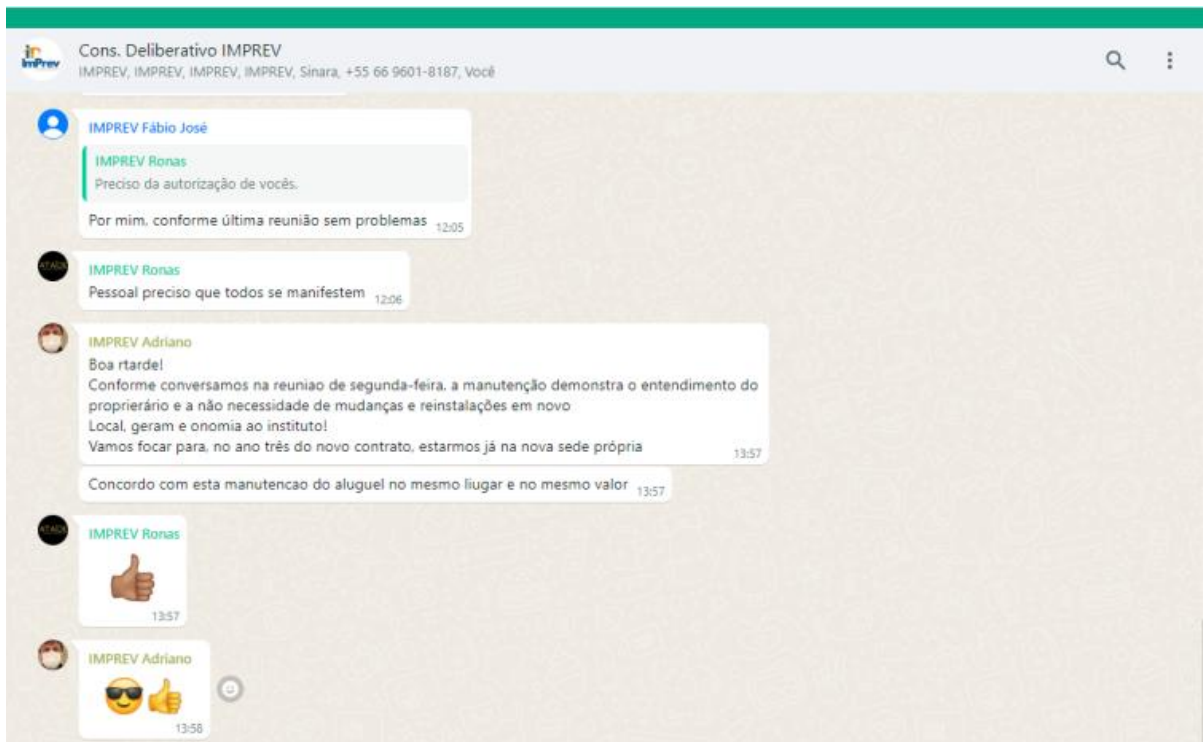 ir
ImPrev
Cons. Deliberativo IMPREV
IMPREV, IMPREV, IMPREV, IMPREV, Sinara, +55 66 9601-8187, Você
IMPREV Fábio José
IMPREV Ronas
Preciso da autorização de vocês.
Por mim, conforme última reunião sem problemas 12:05
ATACK
IMPREV Ronas
Pessoal preciso que todos se manifestem 12:06
IMPREV Adriano
Boa rtarde!
Conforme conversamos na reuniao de segunda-feira, a manutenção demonstra o entendimento do
proprierário e a não necessidade de mudanças e reinstalações em novo
Local, geram e onomia ao instituto!
Vamos focar para, no ano três do novo contrato, estarmos já na nova sede própria 13:57
Concordo com esta manutencao do aluguel no mesmo liugar e no mesmo valor 13:57
ATACK
IMPREV Ronas
13:57
IMPREV Adriano
13:58